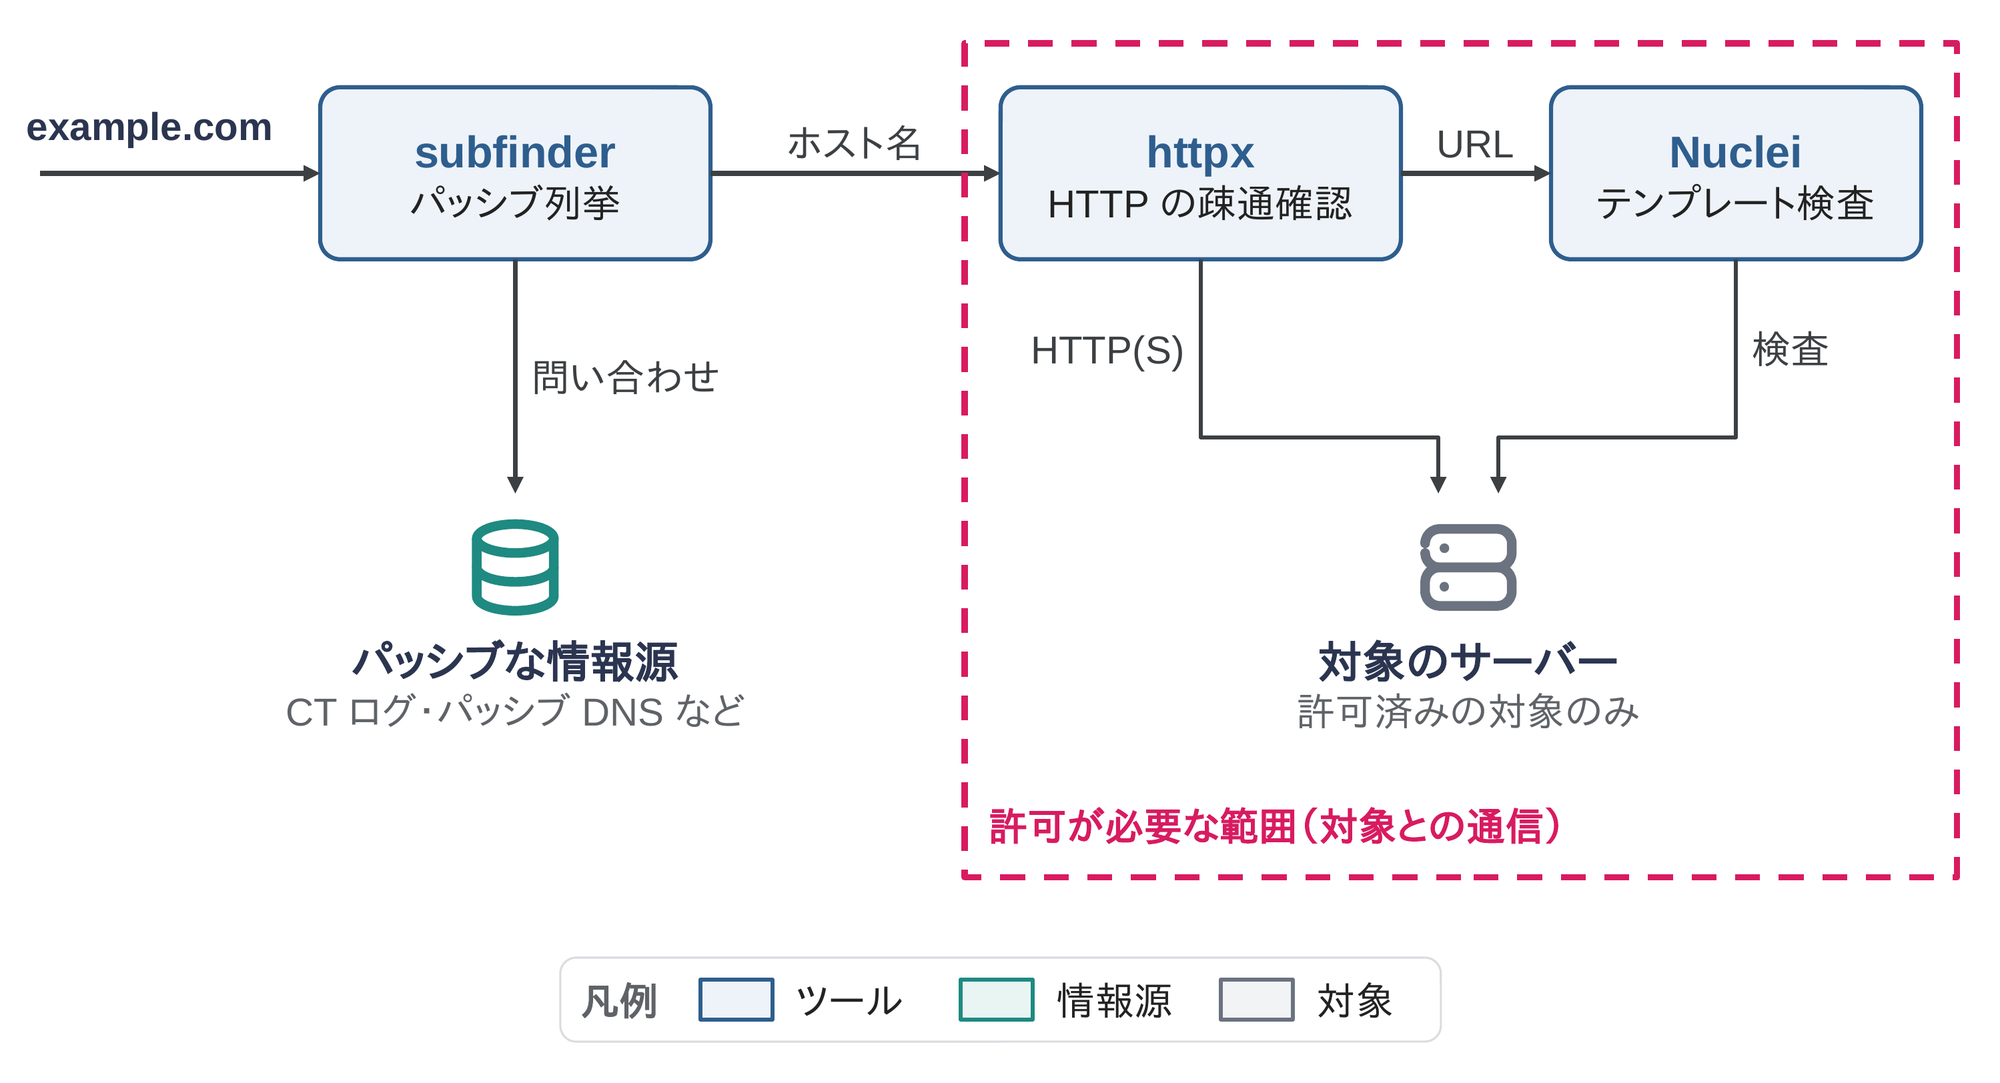 example.com
subfinder
パッシブ列挙
ホスト名
httpx
HTTP の疎通確認
URL
Nuclei
テンプレート検査
問い合わせ
HTTP(S)
検査
パッシブな情報源
CT ログ・パッシブ DNS など
対象のサーバー
許可済みの対象のみ
許可が必要な範囲（対象との通信）
凡例
ツール
情報源
対象